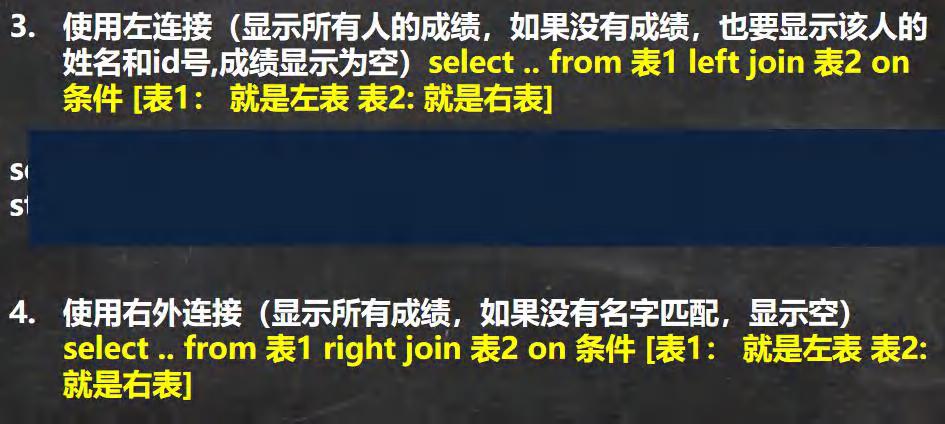 3. 使用左连接（显示所有人的成绩，如果没有成绩，也要显示该人的
姓名和id号,成绩显示为空）select .. from 表1 left join 表2 on
条件 [表1： 就是左表 表2: 就是右表]
4. 使用右外连接（显示所有成绩，如果没有名字匹配，显示空）
select .. from 表1 right join 表2 on 条件 [表1： 就是左表 表2:
就是右表]